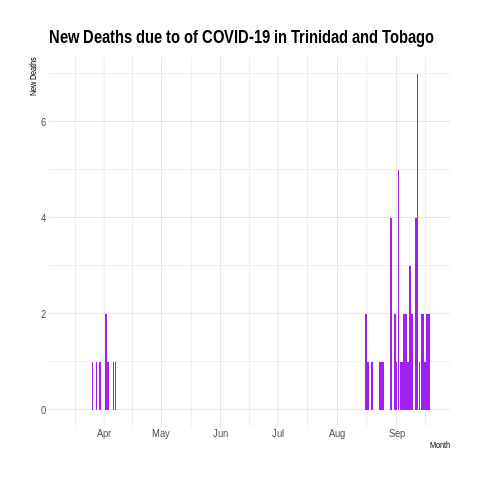 New Deaths due to of COVID-19 in Trinidad and Tobago
New Deaths
6
4
2
0
Apr May Jun Jul Aug Sep
Month